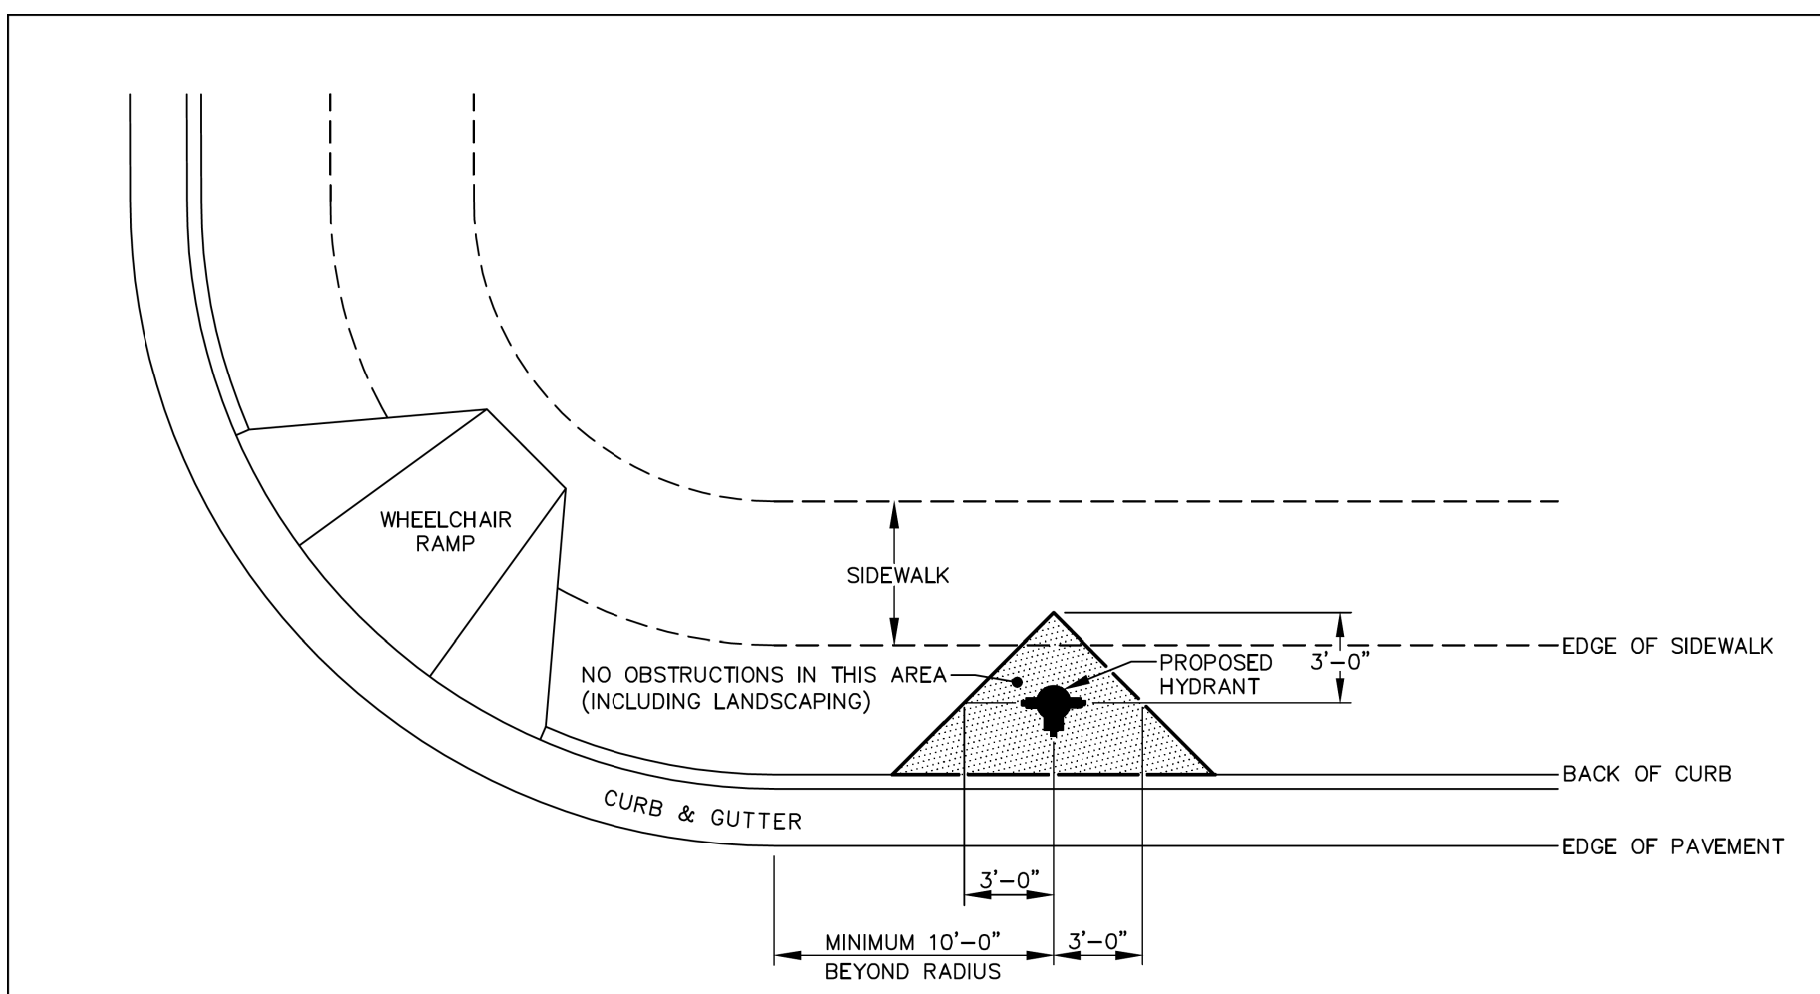 WHEELCHAIR
RAMP
SIDEWALK
EDGE OF SIDEWALK
3'-0"
PROPOSED
HYDRANT
NO OBSTRUCTIONS IN THIS AREA
(INCLUDING LANDSCAPING)
BACK OF CURB
CURB & GUTTER
EDGE OF PAVEMENT
3'-0"
MINIMUM 10'-0"
BEYOND RADIUS
3'-0"